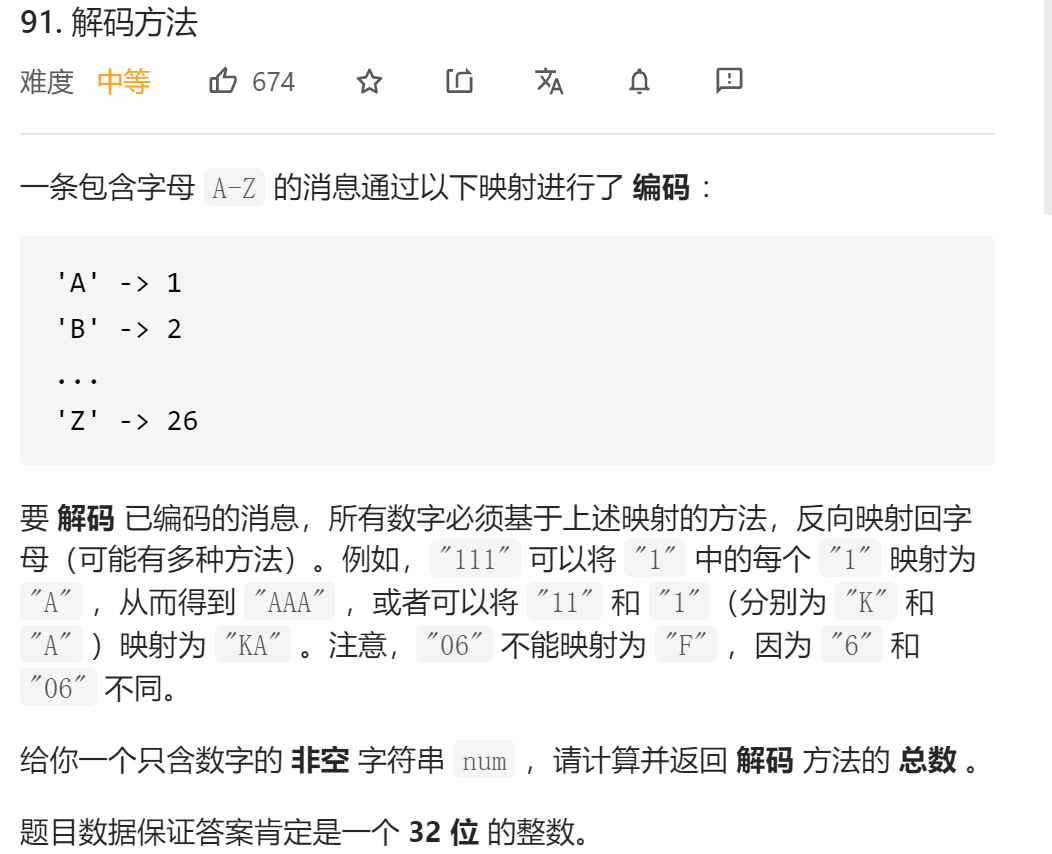 91. 解码方法
难度 中等 674
一条包含字母 A-Z 的消息通过以下映射进行了 编码 ：
'A' -> 1
'B' -> 2
...
'Z' -> 26
要 解码 已编码的消息，所有数字必须基于上述映射的方法，反向映射回字
母（可能有多种方法）。例如，"111" 可以将 "1" 中的每个 "1" 映射为
"A" ，从而得到 "AAA" ，或者可以将 "11" 和 "1"（分别为 "K" 和
"A" ）映射为 "KA" 。注意，"06" 不能映射为 "F" ，因为 "6" 和
"06" 不同。
给你一个只含数字的 非空 字符串 num ，请计算并返回 解码 方法的 总数 。
题目数据保证答案肯定是一个 32 位 的整数。